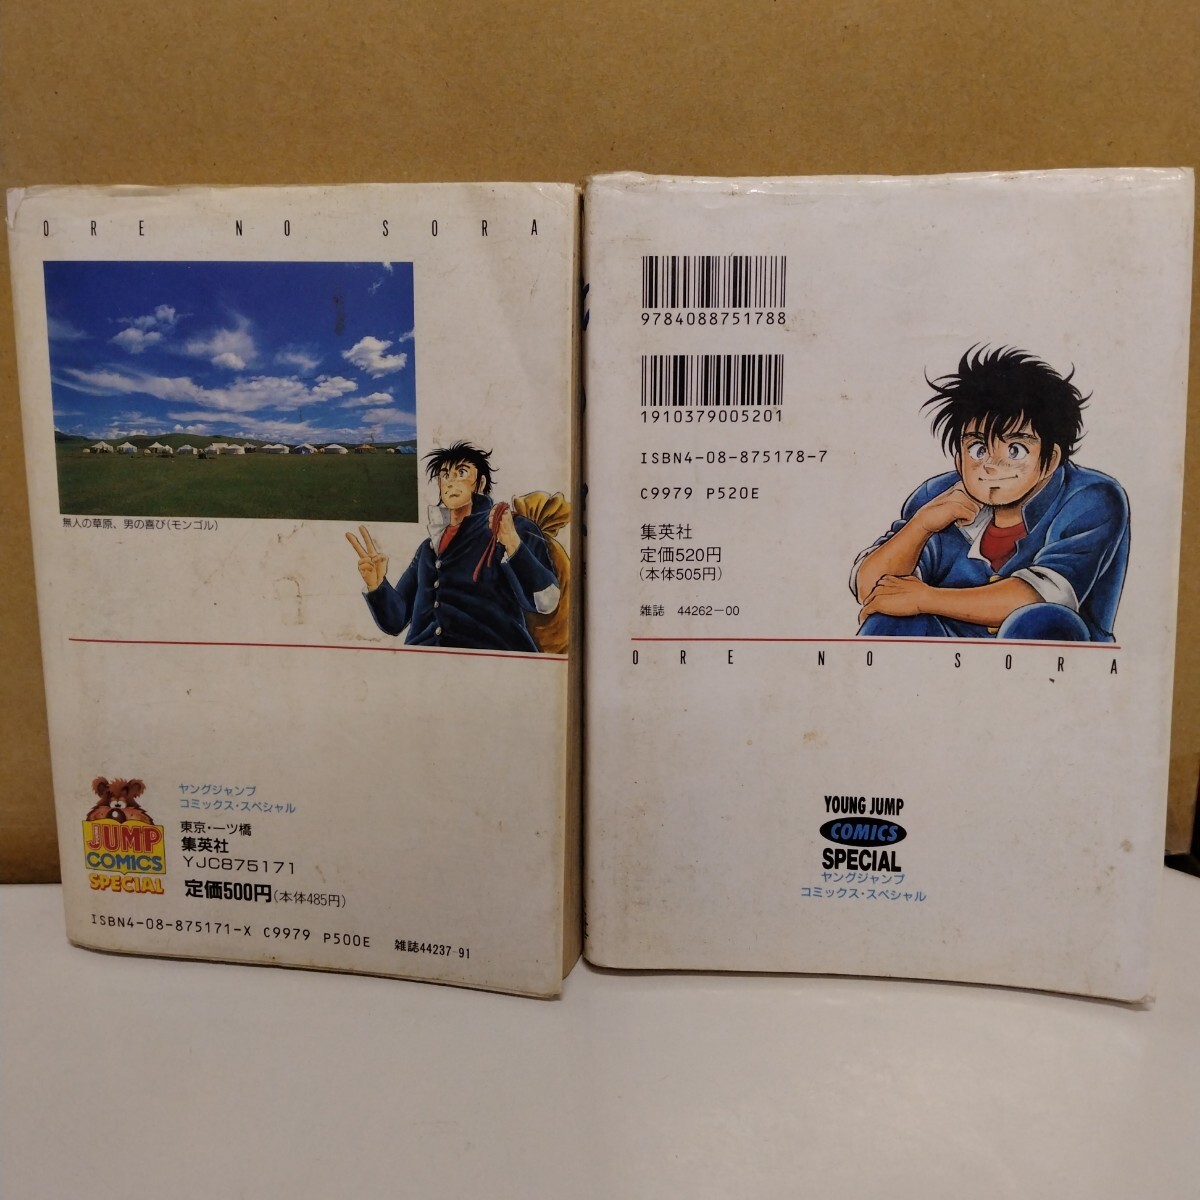 ORE NO SORA
無人の草原、男の喜び(モンゴル)
ヤングジャンプ
コミックス・スペシャル
東京・一ツ橋
集英社
YJC875171
定価500円(本体485円)
JUMP
COMICS
SPECIAL
ISBN4-08-875171-X C9979 P500E 雑誌44237-91
9784088751788
1910379005201
ISBN4-08-875178-7
C9979 P520E
集英社
定価520円
(本体505円)
雑誌 44262-00
ORE NO SORA
YOUNG JUMP
COMICS
SPECIAL
ヤングジャンプ
コミックス・スペシャル